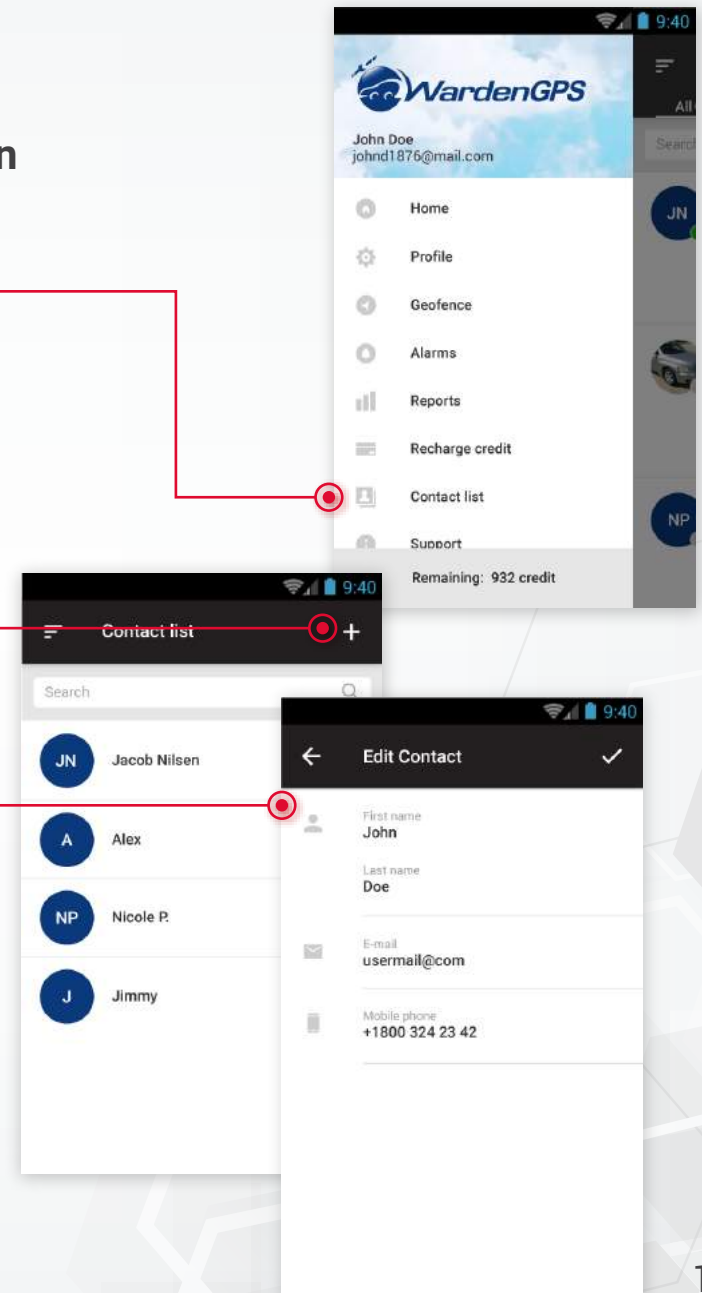 n
9:40
WardenGPS
John Doe
johnd1876@mail.com
All
Search
Home
JN
Profile
Geofence
Alarms
Reports
Recharge credit
Contact list
NP
Support
Remaining: 932 credit
9:40
Contact list
Search
JN Jacob Nilsen
A Alex
NP Nicole P.
J Jimmy
9:40
Edit Contact
First name
John
Last name
Doe
E-mail
usermail@com
Mobile phone
+1800 324 23 42
1